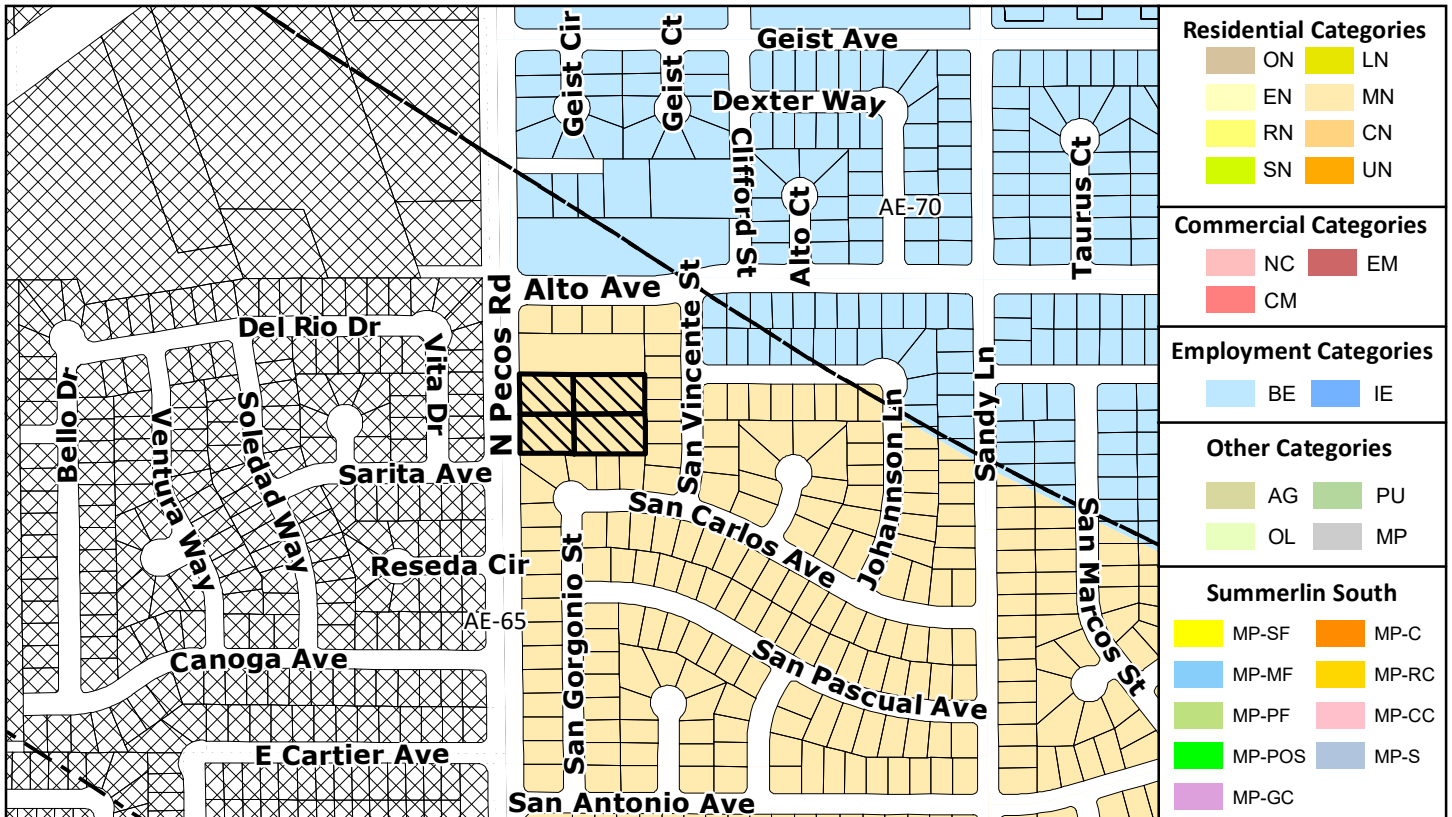 Geist Cir
Geist Ct
Geist Ave
Dexter Way
Clifford St
Alto Ct
AE-70
Taurus Ct
N Pecos Rd
Alto Ave
San Vincente St
Del Rio Dr
Vita Dr
Bello Dr
Ventura Way
Soledad Way
Sarita Ave
Sandy Ln
Johanson Ln
San Carlos Ave
Reseda Cir
AE-65
San Gorgonio St
San Marcos St
Canoga Ave
San Pascual Ave
E Cartier Ave
San Antonio Ave
Residential Categories
ON LN
EN MN
RN CN
SN UN
Commercial Categories
NC EM
CM
Employment Categories
BE IE
Other Categories
AG PU
OL MP
Summerlin South
MP-SF MP-C
MP-MF MP-RC
MP-PF MP-CC
MP-POS MP-S
MP-GC